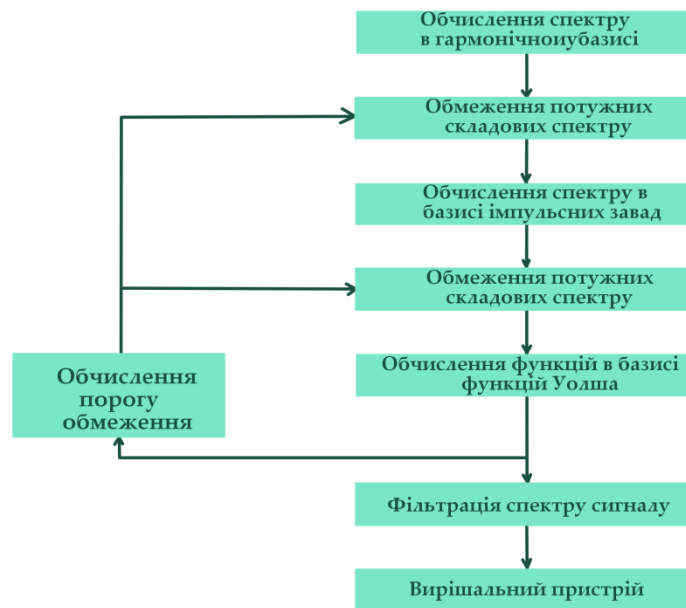 Обчислення спектру
в гармонічноиубазисі
Обмеження потужних
складових спектру
Обчислення спектру в
базисі імпульсних завад
Обмеження потужних
складових спектру
Обчислення функцій в базисі
функцій Уолша
Обчислення
порогу
обмеження
Фільтрація спектру сигналу
Вирішальний пристрій